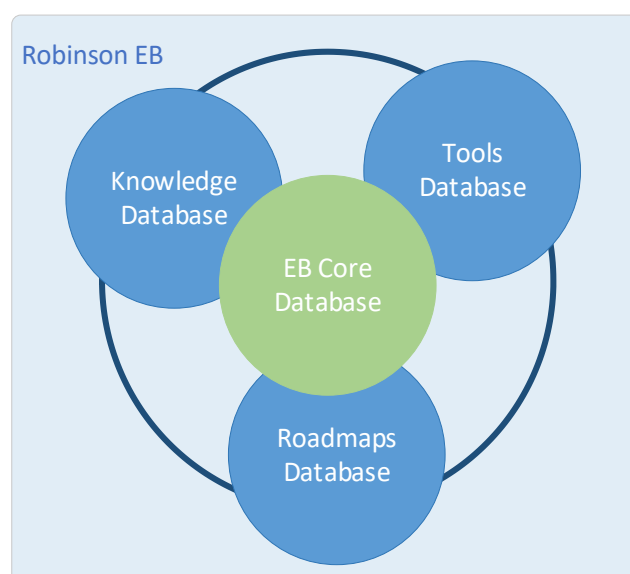 Robinson EB
Knowledge
Database
Tools
Database
EB Core
Database
Roadmaps
Database